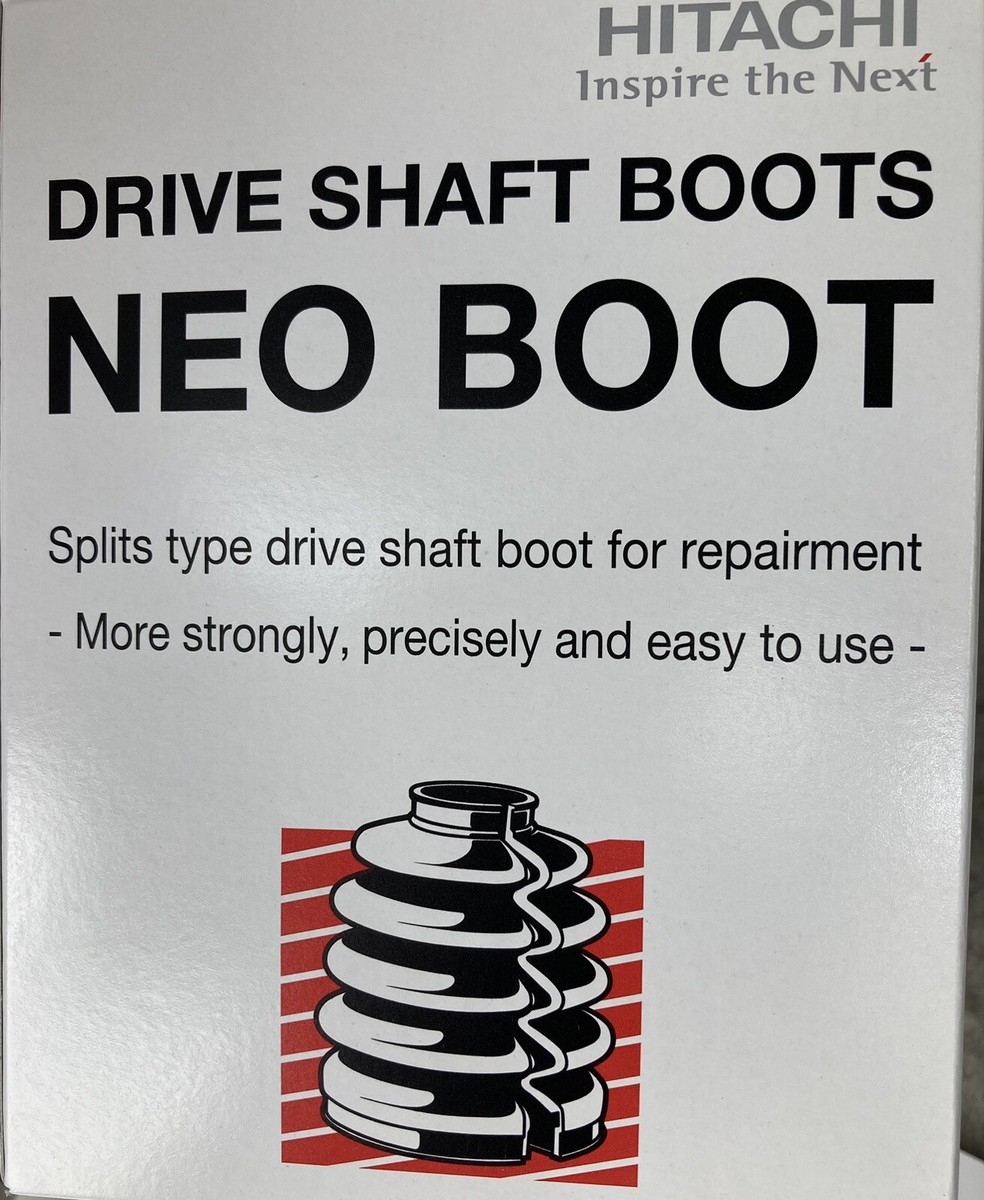 HITACHI
Inspire the Next
DRIVE SHAFT BOOTS
NEO BOOT
Splits type drive shaft boot for repairment
- More strongly, precisely and easy to use -